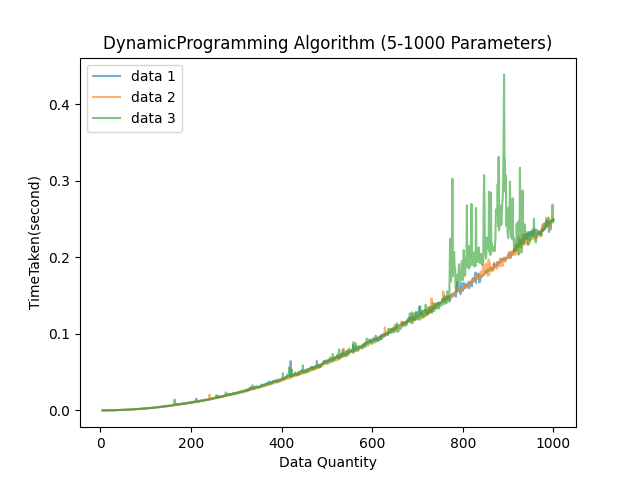 DynamicProgramming Algorithm (5-1000 Parameters)
data 1
data 2
data 3
0.4
0.3
0.2
0.1
0.0
TimeTaken(second)
0 200 400 600 800 1000
Data Quantity